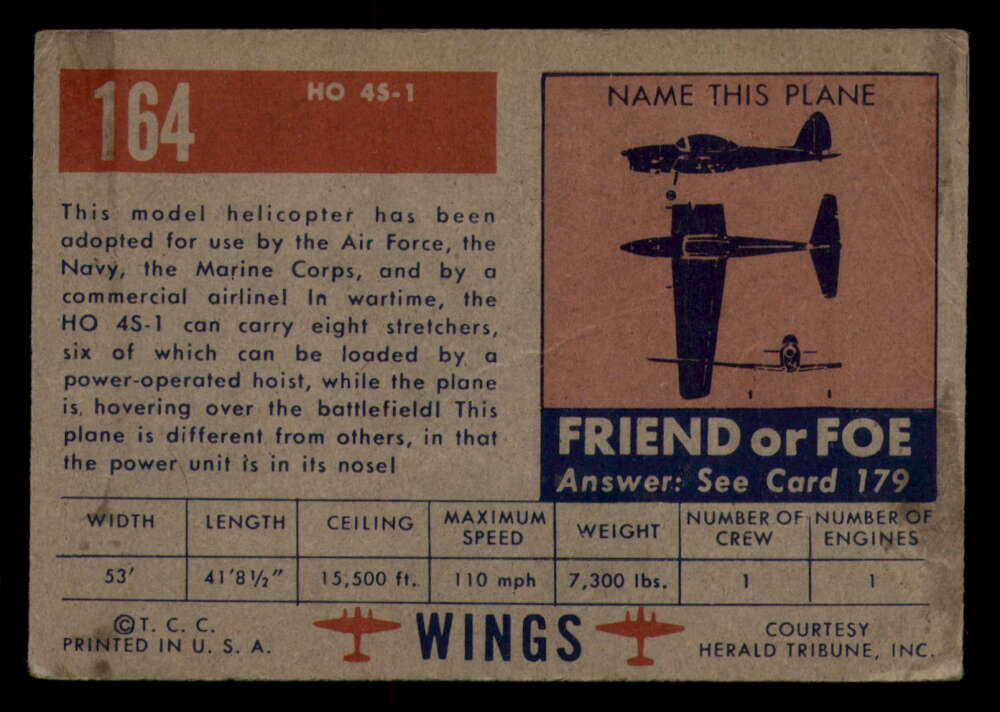 164
HO 4S-1
This model helicopter has been
adopted for use by the Air Force, the
Navy, the Marine Corps, and by a
commercial airline! In wartime, the
HO 4S-1 can carry eight stretchers,
six of which can be loaded by a
power-operated hoist, while the plane
is hovering over the battlefield! This
plane is different from others, in that
the power unit is in its nose!
NAME THIS PLANE
FRIEND or FOE
Answer: See Card 179
WIDTH LENGTH CEILING MAXIMUM SPEED WEIGHT NUMBER OF CREW NUMBER OF ENGINES
53' 41'8½" 15,500 ft. 110 mph 7,300 lbs. 1 1
© T. C. C.
PRINTED IN U. S. A.
WINGS
COURTESY
HERALD TRIBUNE, INC.